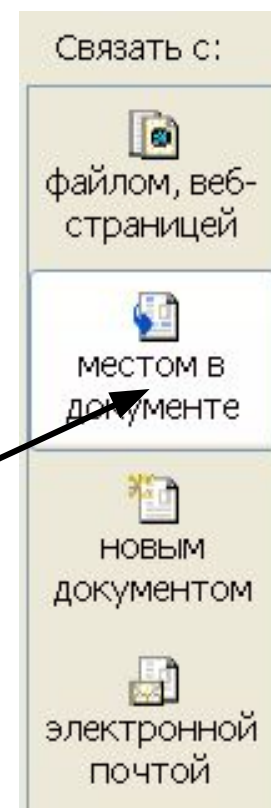 Связать с:
файлом, веб-
страницей
местом в
документе
новым
документом
электронной
почтой